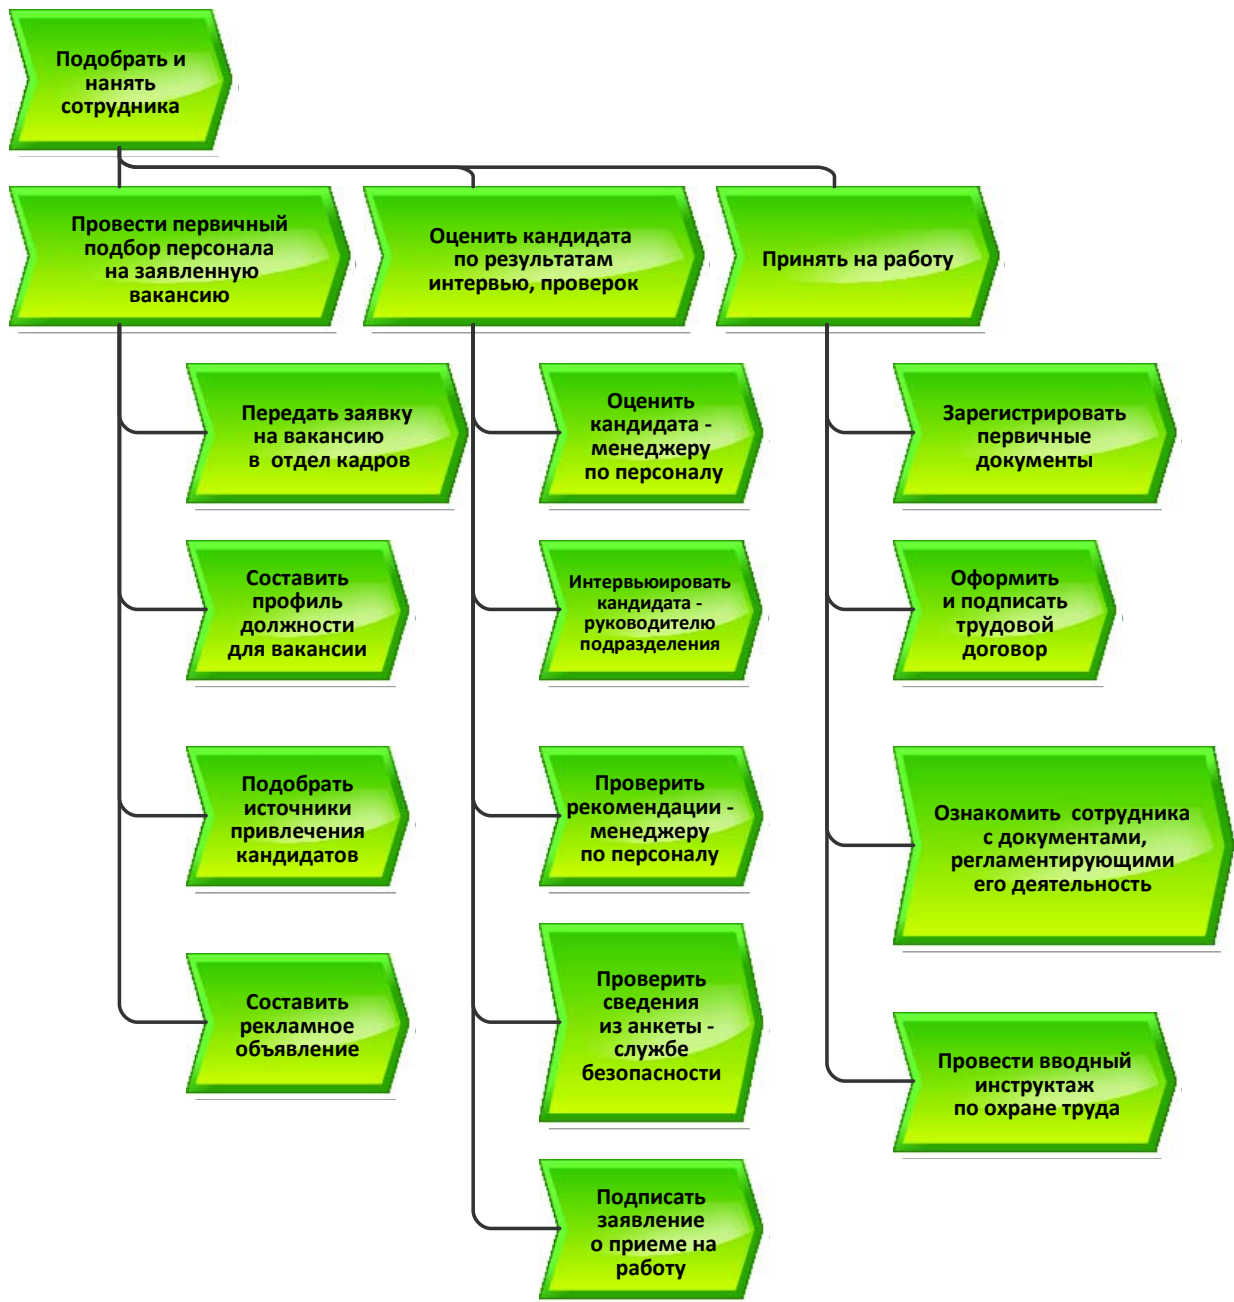 Подобрать и
нанять
сотрудника
Провести первичный
подбор персонала
на заявленную
вакансию
Оценить кандидата
по результатам
интервью, проверок
Принять на работу
Передать заявку
на вакансию
в отдел кадров
Составить
профиль
должности
для вакансии
Подобрать
источники
привлечения
кандидатов
Составить
рекламное
объявление
Оценить
кандидата -
менеджеру
по персоналу
Интервьюировать
кандидата -
руководителю
подразделения
Проверить
рекомендации -
менеджеру
по персоналу
Проверить
сведения
из анкеты -
службе
безопасности
Подписать
заявление
о приеме на
работу
Зарегистрировать
первичные
документы
Оформить
и подписать
трудовой
договор
Ознакомить сотрудника
с документами,
регламентирующими
его деятельность
Провести вводный
инструктаж
по охране труда